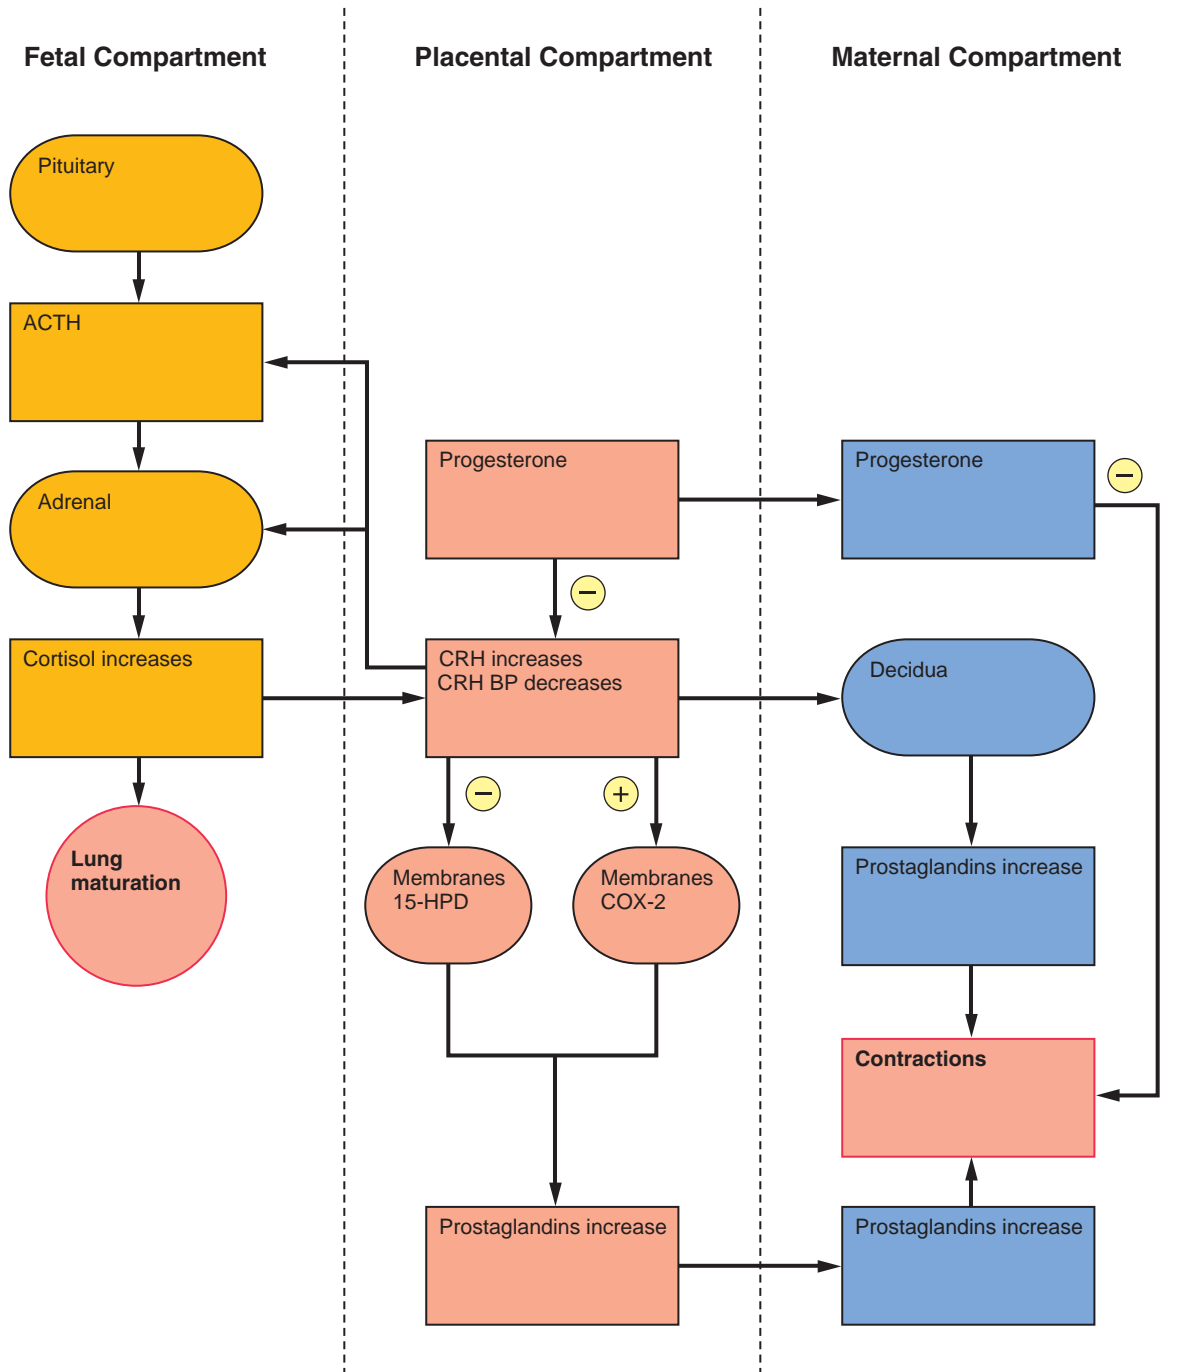 Fetal Compartment
Placental Compartment
Maternal Compartment
Pituitary
ACTH
Adrenal
Cortisol increases
Lung
maturation
Progesterone
−
CRH increases
CRH BP decreases
−
+
Membranes
15-HPD
Membranes
COX-2
Prostaglandins increase
Progesterone
−
Decidua
Prostaglandins increase
Contractions
Prostaglandins increase